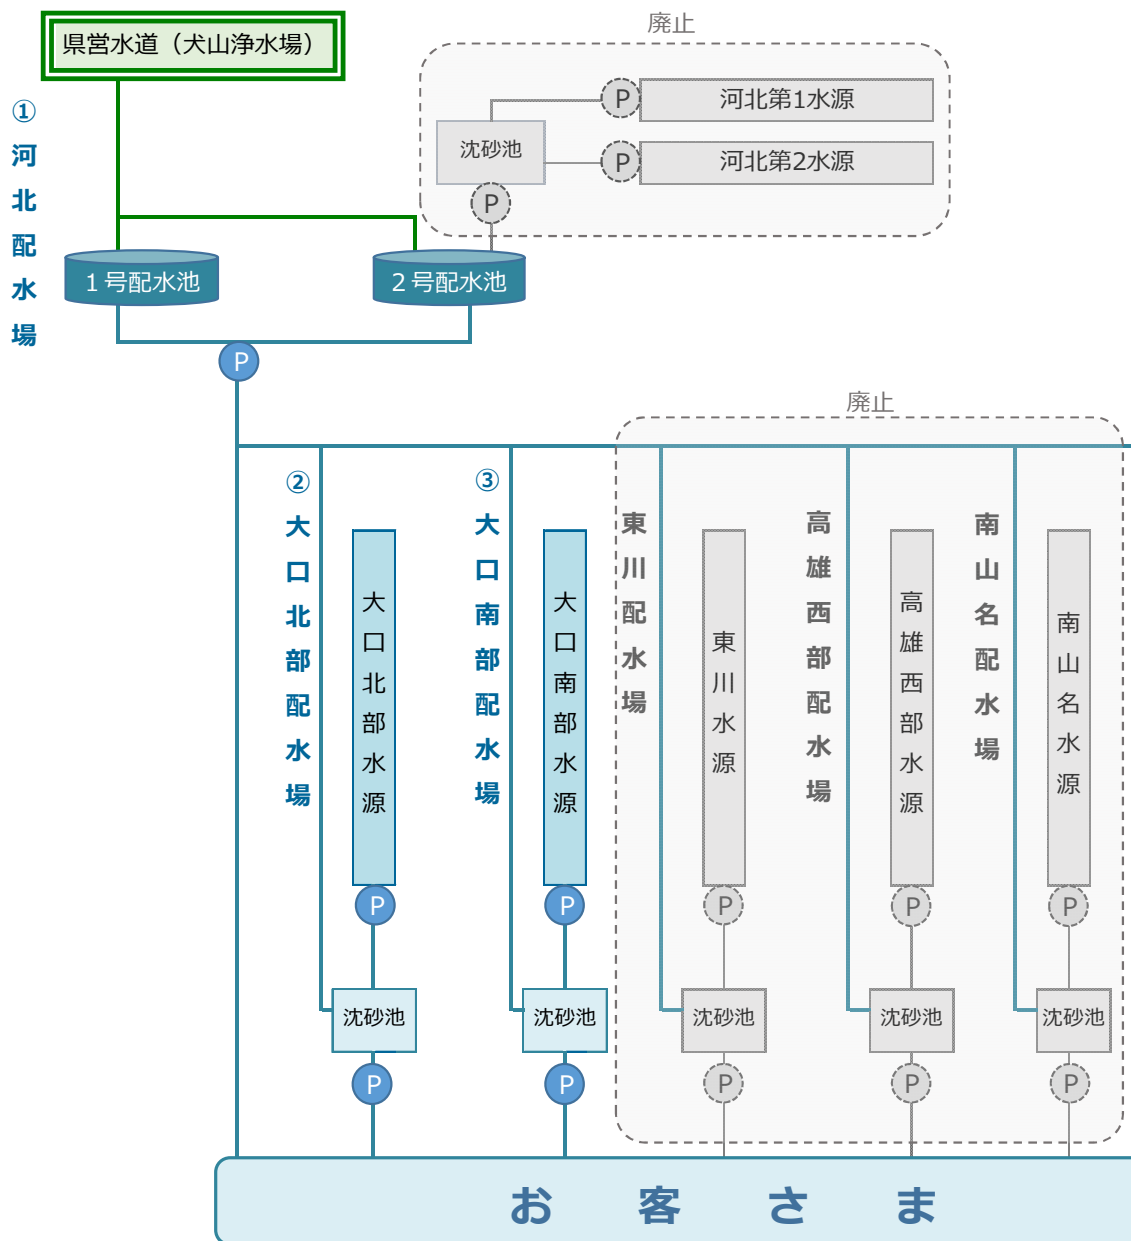 県営水道（犬山浄水場）
廃止
①河北配水場
P
河北第1水源
沈砂池
P
河北第2水源
P
１号配水池
２号配水池
P
廃止
②大口北部配水場
大口北部水源
③大口南部配水場
大口南部水源
東川配水場
東川水源
高雄西部配水場
高雄西部水源
南山名配水場
南山名水源
P
P
P
P
P
沈砂池
沈砂池
沈砂池
沈砂池
沈砂池
P
P
P
P
P
お客さま